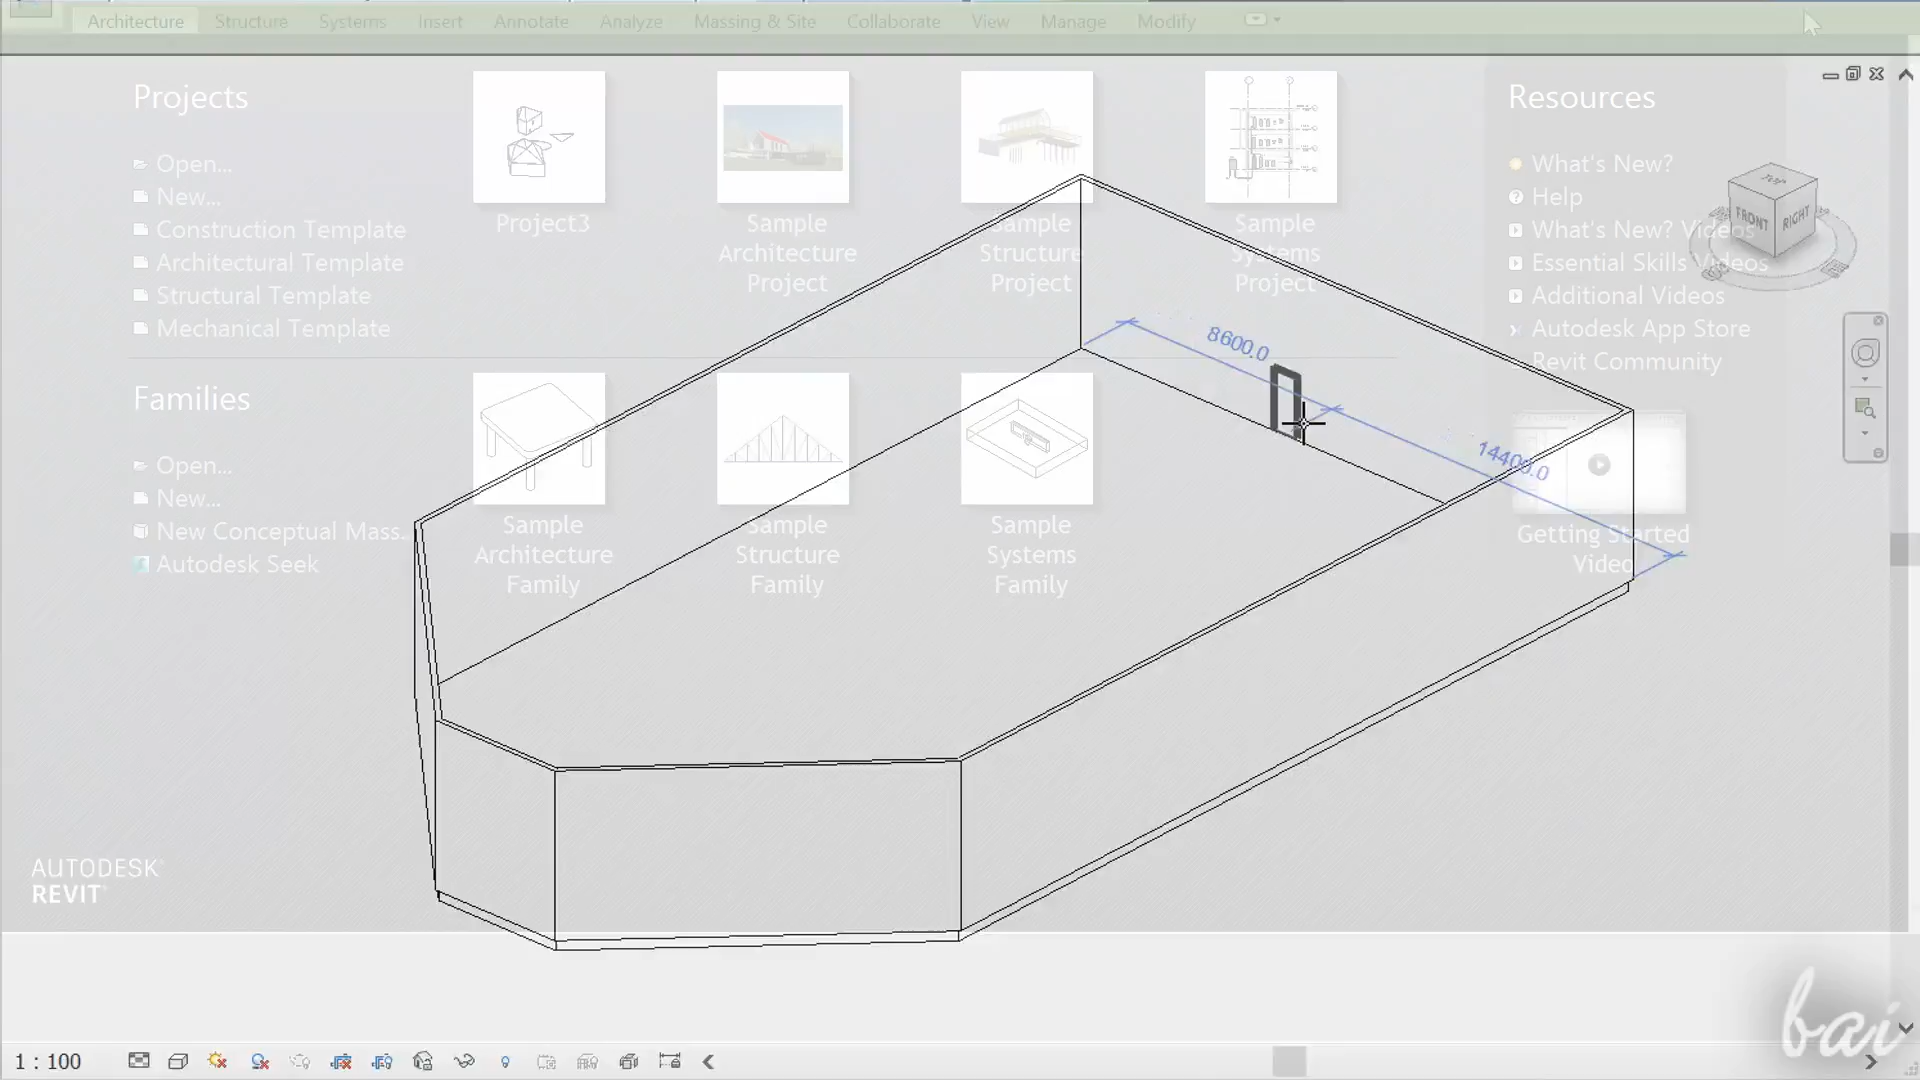 Architecture Structure Systems Insert Annotate Analyze Massing & Site Collaborate View Manage Modify
Projects
Open...
New...
Construction Template
Architectural Template
Structural Template
Mechanical Template
Project3
Sample
Architecture
Project
Sample
Structure
Project
Sample
Systems
Project
Resources
What's New?
Help
What's New? Videos
Essential Skills Videos
Additional Videos
Autodesk App Store
Revit Community
TOP
FRONT
RIGHT
8600.0
14400.0
Families
Open...
New...
New Conceptual Mass...
Autodesk Seek
Sample
Architecture
Family
Sample
Structure
Family
Sample
Systems
Family
Getting Started
Video
AUTODESK
REVIT
1 : 100
bai